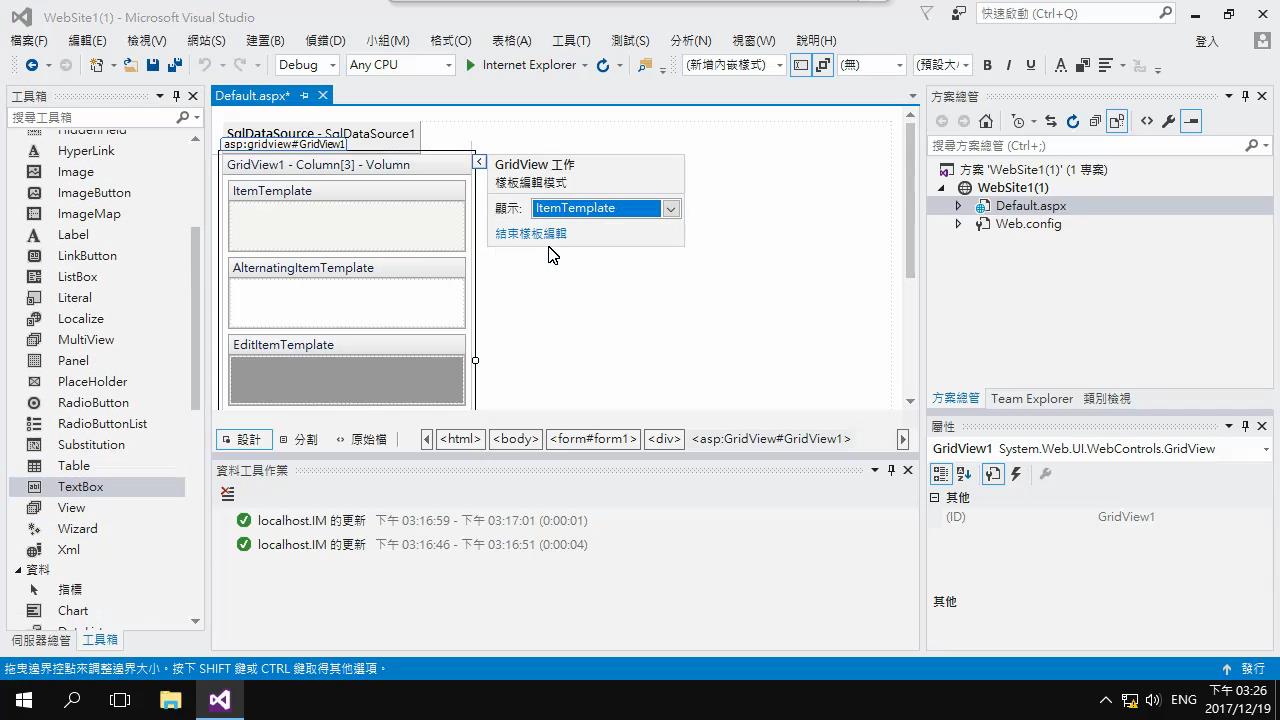 WebSite1(1) - Microsoft Visual Studio
快速啟動 (Ctrl+Q)
檔案(F) 編輯(E) 檢視(V) 網站(S) 建置(B) 偵錯(D) 小組(M) 格式(O) 表格(A) 工具(T) 測試(S) 分析(N) 視窗(W) 說明(H)
登入
Debug Any CPU Internet Explorer (新增內嵌樣式) (無) (預設大/ B I U A
工具箱
搜尋工具箱
HiddenField
HyperLink
Image
ImageButton
ImageMap
Label
LinkButton
ListBox
Literal
Localize
MultiView
Panel
PlaceHolder
RadioButton
RadioButtonList
Substitution
Table
TextBox
View
Wizard
Xml
資料
指標
Chart
伺服器總管 工具箱
Default.aspx*
SqlDataSource - SqlDataSource1
asp:gridview#GridView1
GridView1 - Column[3] - Volumn
ItemTemplate
AlternatingItemTemplate
EditItemTemplate
GridView 工作
樣板編輯模式
顯示: ItemTemplate
結束樣板編輯
設計 分割 原始檔 <html> <body> <form#form1> <div> <asp:GridView#GridView1>
資料工具作業
localhost.IM 的更新 下午 03:16:59 - 下午 03:17:01 (0:00:01)
localhost.IM 的更新 下午 03:16:46 - 下午 03:16:51 (0:00:04)
方案總管
搜尋方案總管 (Ctrl+;)
方案 'WebSite1(1)' (1 專案)
WebSite1(1)
Default.aspx
Web.config
方案總管 Team Explorer 類別檢視
屬性
GridView1 System.Web.UI.WebControls.GridView
其他
(ID) GridView1
其他
拖曳邊界控點來調整邊界大小。按下 SHIFT 鍵或 CTRL 鍵取得其他選項。
發行
ENG
下午 03:26
2017/12/19